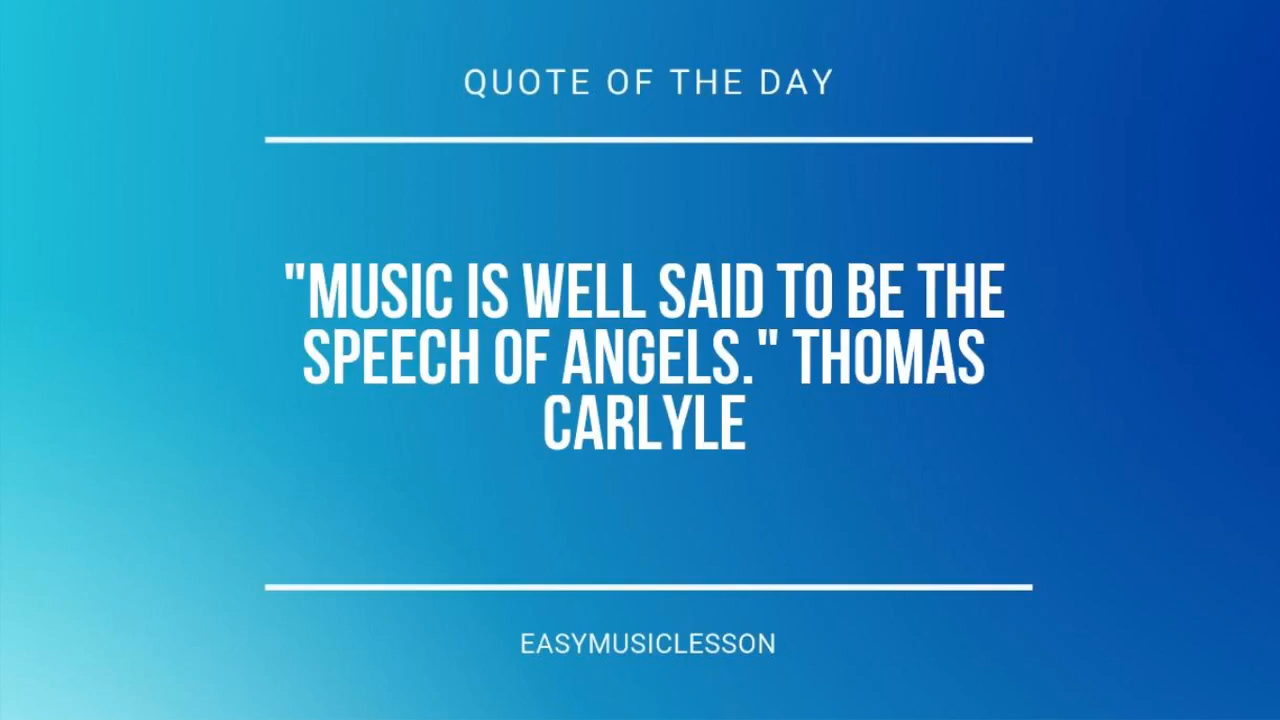 QUOTE OF THE DAY
"MUSIC IS WELL SAID TO BE THE
SPEECH OF ANGELS." THOMAS
CARLYLE
EASYMUSICLESSON